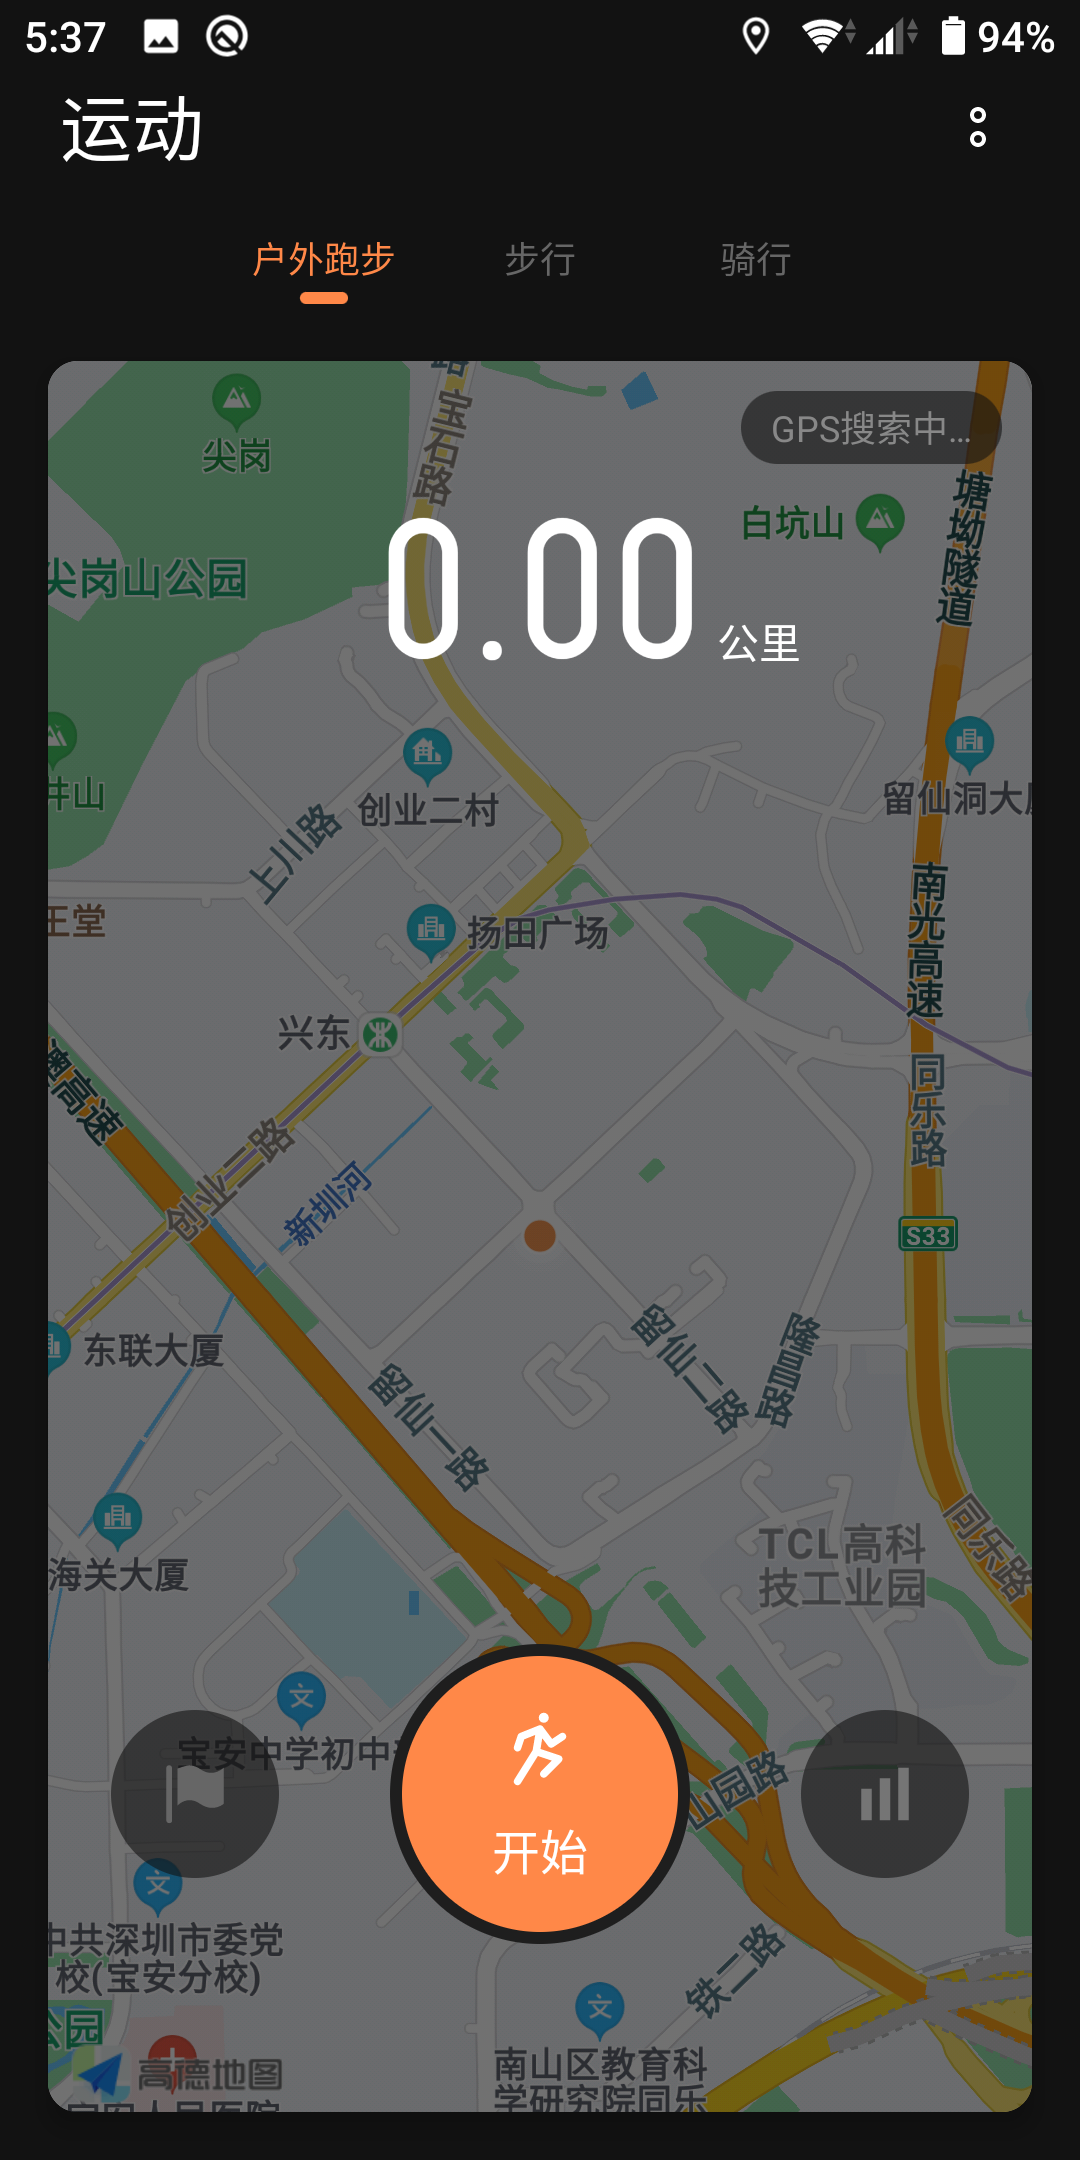 5:37
94%
运动
户外跑步
步行
骑行
GPS搜索中...
0.00 公里
尖岗
宝石路
塘坳隧道
白坑山
尖岗山公园
井山
创业二村
留仙洞大
上川路
王堂
扬田广场
南光高速
兴东
澳高速
同乐路
创业二路
新圳河
S33
东联大厦
留仙二路
隆昌路
留仙一路
TCL高科
技工业园
同乐路
海关大厦
文
宝安中学初中
山园路
开始
文
中共深圳市委党
校(宝安分校)
铁二路
公园
文
高德地图
南山区教育科
学研究院同乐